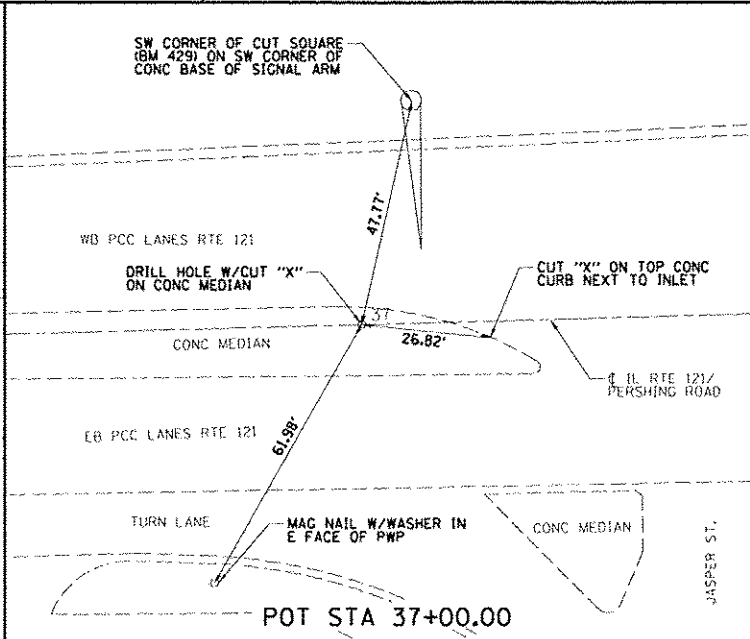 SW CORNER OF CUT SQUARE
(BM 429) ON SW CORNER OF
CONC BASE OF SIGNAL ARM
47.77'
WB PCC LANES RTE 121
DRILL HOLE W/CUT "X"
ON CONC MEDIAN
CUT "X" ON TOP CONC
CURB NEXT TO INLET
37
26.82'
CONC MEDIAN
℄ IL RTE 121/
PERSHING ROAD
EB PCC LANES RTE 121
61.98'
TURN LANE
MAG NAIL W/WASHER IN
E FACE OF PWP
CONC MEDIAN
JASPER ST.
POT STA 37+00.00